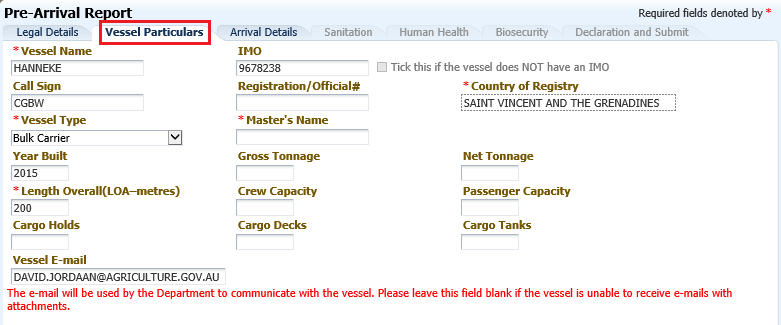 Pre-Arrival Report Required fields denoted by *
Legal Details Vessel Particulars Arrival Details Sanitation Human Health Biosecurity Declaration and Submit
* Vessel Name IMO
HANNEKE 9678238 Tick this if the vessel does NOT have an IMO
Call Sign Registration/Official# * Country of Registry
CGBW SAINT VINCENT AND THE GRENADINES
* Vessel Type * Master's Name
Bulk Carrier
Year Built Gross Tonnage Net Tonnage
2015
* Length Overall(LOA–metres) Crew Capacity Passenger Capacity
200
Cargo Holds Cargo Decks Cargo Tanks
Vessel E-mail
DAVID.JORDAAN@AGRICULTURE.GOV.AU
The e-mail will be used by the Department to communicate with the vessel. Please leave this field blank if the vessel is unable to receive e-mails with
attachments.